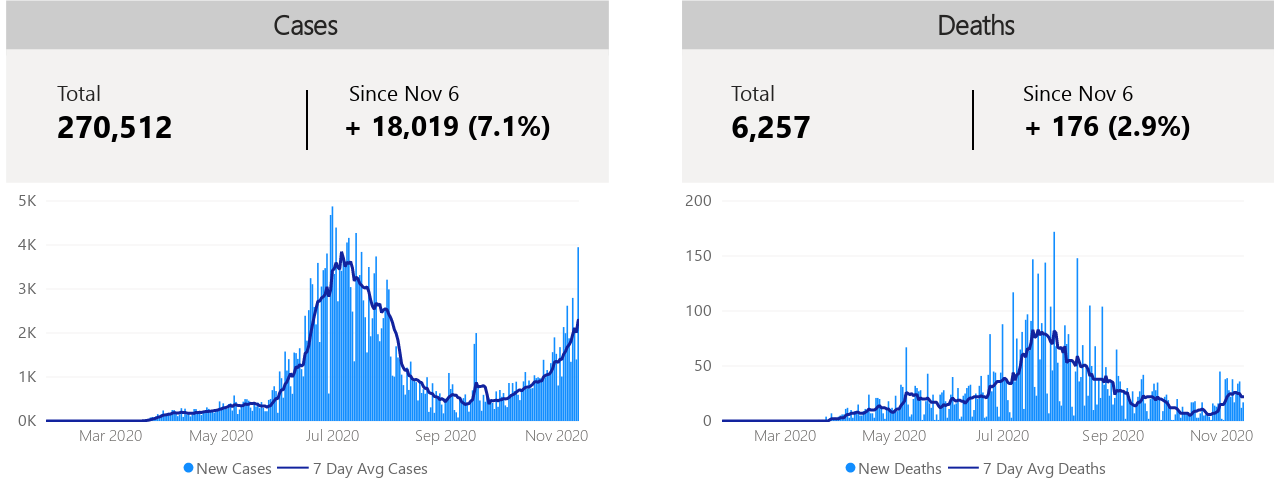 Cases
Total
270,512
Since Nov 6
+ 18,019 (7.1%)
5K
4K
3K
2K
1K
0K
Mar 2020 May 2020 Jul 2020 Sep 2020 Nov 2020
New Cases 7 Day Avg Cases
Deaths
Total
6,257
Since Nov 6
+ 176 (2.9%)
200
150
100
50
0
Mar 2020 May 2020 Jul 2020 Sep 2020 Nov 2020
New Deaths 7 Day Avg Deaths